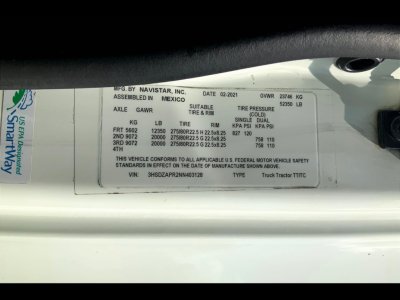 MFG. BY NAVISTAR, INC. DATE 02-2021 GVWR 23746 KG
ASSEMBLED IN MEXICO 52350 LB
AXLE GAWR SUITABLE TIRE & RIM TIRE PRESSURE (COLD)
SINGLE DUAL
KG LB KPA PSI KPA PSI
FRT 5602 12350 275/80R22.5 G 22.5x8.25 827 120
2ND 9072 20000 275/80R22.5 G 22.5x8.25 758 110
3RD 9072 20000 275/80R22.5 G 22.5x8.25 758 110
4TH
THIS VEHICLE CONFORMS TO ALL APPLICABLE U.S. FEDERAL MOTOR VEHICLE
SAFETY STANDARDS IN EFFECT ON THE DATE OF MANUFACTURE SHOWN ABOVE.
VIN: 3HSDZAPR2NN403128 TYPE Truck Tractor TT/TC
US EPA Designated
SmartWay